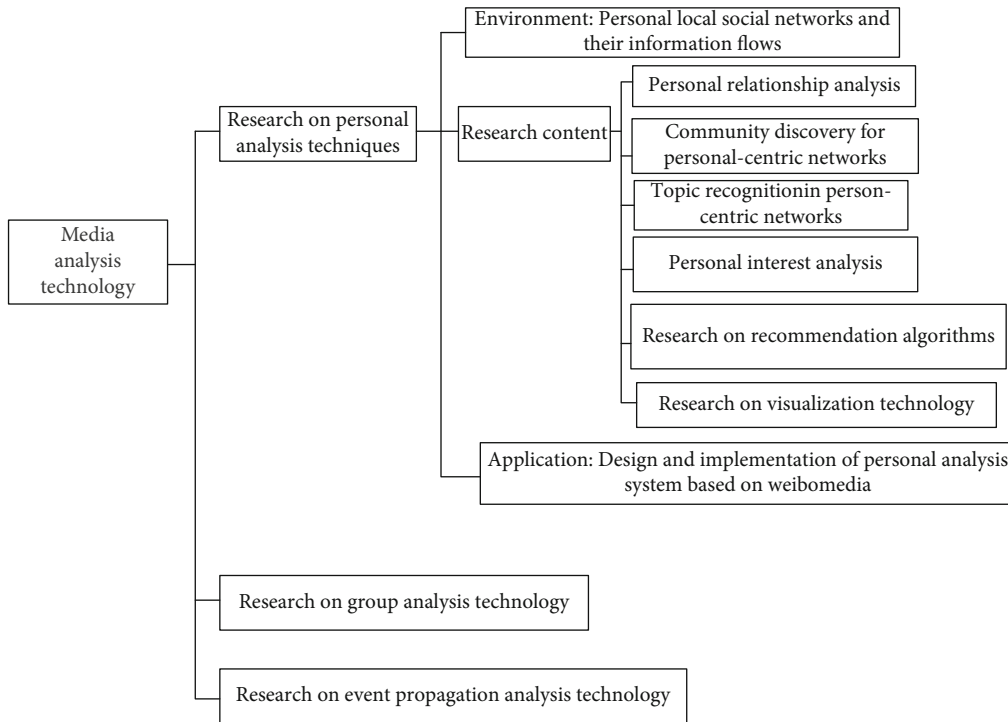 Media
analysis
technology
Research on personal
analysis techniques
Environment: Personal local social networks and
their information flows
Research content
Personal relationship analysis
Community discovery for
personal-centric networks
Topic recognitionin person-
centric networks
Personal interest analysis
Research on recommendation algorithms
Research on visualization technology
Application: Design and implementation of personal analysis
system based on weibomedia
Research on group analysis technology
Research on event propagation analysis technology